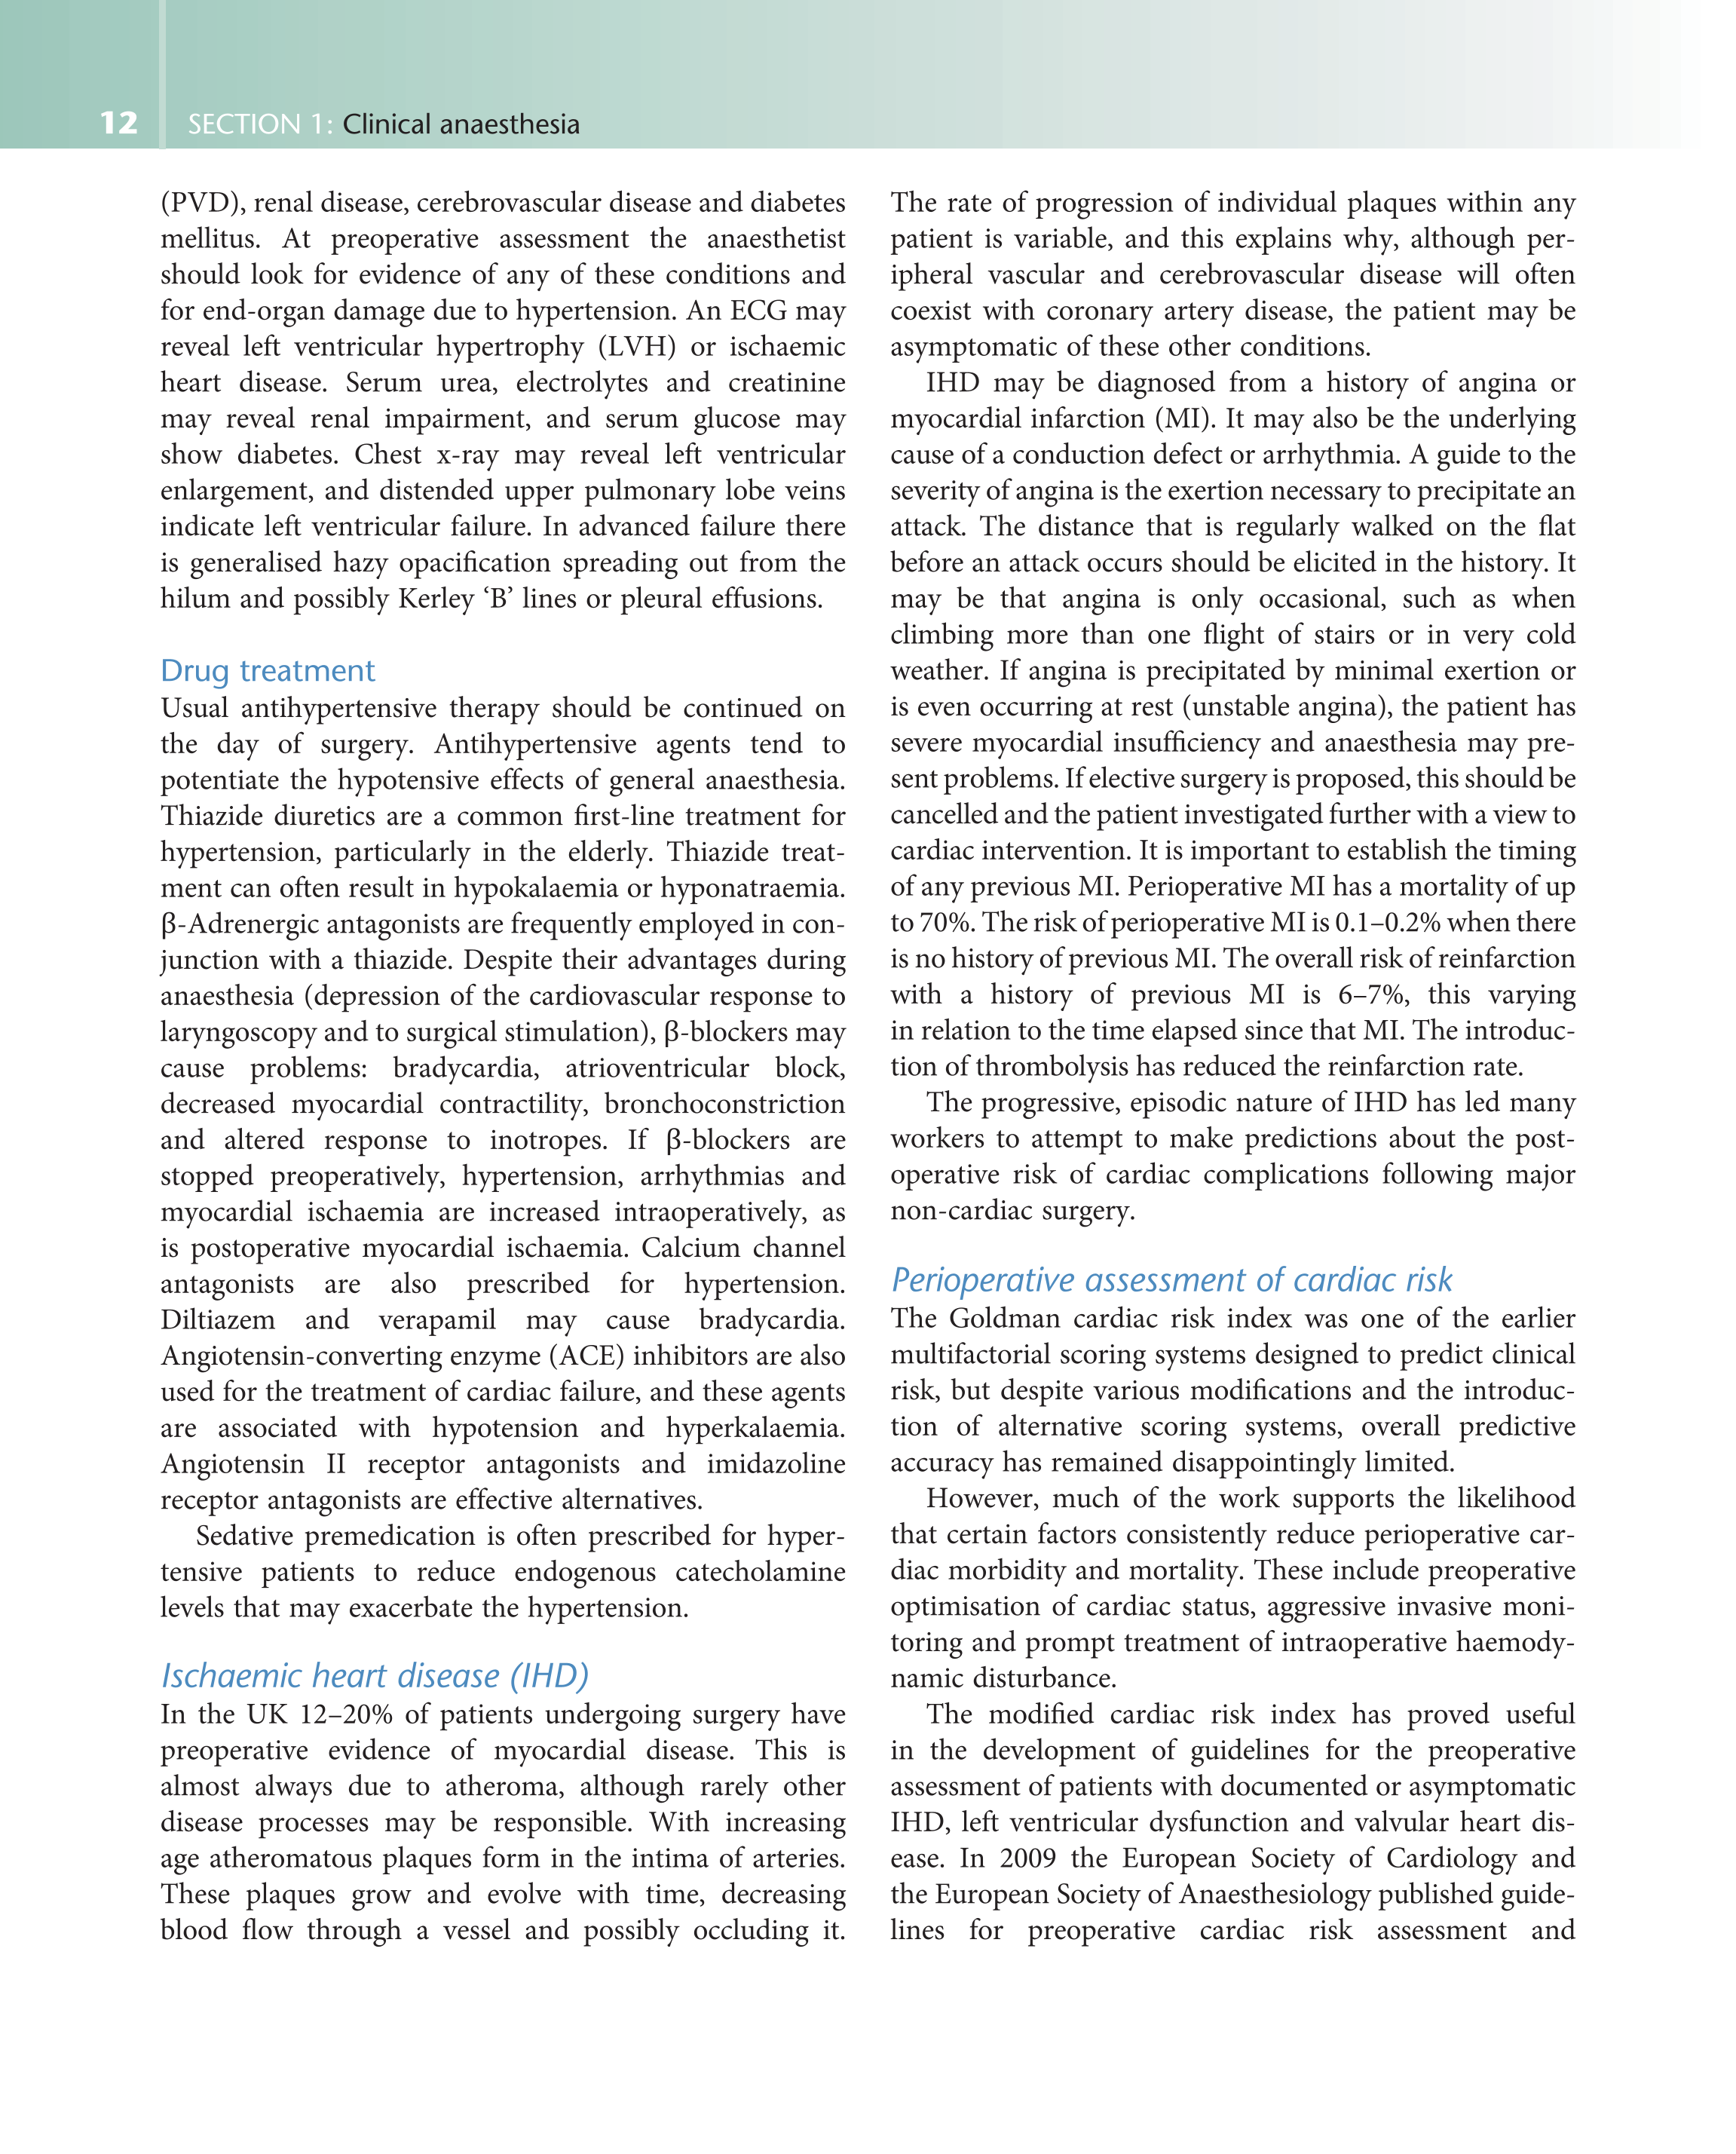 12 SECTION 1: Clinical anaesthesia
(PVD), renal disease, cerebrovascular disease and diabetes
mellitus. At preoperative assessment the anaesthetist
should look for evidence of any of these conditions and
for end-organ damage due to hypertension. An ECG may
reveal left ventricular hypertrophy (LVH) or ischaemic
heart disease. Serum urea, electrolytes and creatinine
may reveal renal impairment, and serum glucose may
show diabetes. Chest x-ray may reveal left ventricular
enlargement, and distended upper pulmonary lobe veins
indicate left ventricular failure. In advanced failure there
is generalised hazy opacification spreading out from the
hilum and possibly Kerley ‘B’ lines or pleural effusions.
Drug treatment
Usual antihypertensive therapy should be continued on
the day of surgery. Antihypertensive agents tend to
potentiate the hypotensive effects of general anaesthesia.
Thiazide diuretics are a common first-line treatment for
hypertension, particularly in the elderly. Thiazide treat-
ment can often result in hypokalaemia or hyponatraemia.
β-Adrenergic antagonists are frequently employed in con-
junction with a thiazide. Despite their advantages during
anaesthesia (depression of the cardiovascular response to
laryngoscopy and to surgical stimulation), β-blockers may
cause problems: bradycardia, atrioventricular block,
decreased myocardial contractility, bronchoconstriction
and altered response to inotropes. If β-blockers are
stopped preoperatively, hypertension, arrhythmias and
myocardial ischaemia are increased intraoperatively, as
is postoperative myocardial ischaemia. Calcium channel
antagonists are also prescribed for hypertension.
Diltiazem and verapamil may cause bradycardia.
Angiotensin-converting enzyme (ACE) inhibitors are also
used for the treatment of cardiac failure, and these agents
are associated with hypotension and hyperkalaemia.
Angiotensin II receptor antagonists and imidazoline
receptor antagonists are effective alternatives.
Sedative premedication is often prescribed for hyper-
tensive patients to reduce endogenous catecholamine
levels that may exacerbate the hypertension.
Ischaemic heart disease (IHD)
In the UK 12–20% of patients undergoing surgery have
preoperative evidence of myocardial disease. This is
almost always due to atheroma, although rarely other
disease processes may be responsible. With increasing
age atheromatous plaques form in the intima of arteries.
These plaques grow and evolve with time, decreasing
blood flow through a vessel and possibly occluding it.
The rate of progression of individual plaques within any
patient is variable, and this explains why, although per-
ipheral vascular and cerebrovascular disease will often
coexist with coronary artery disease, the patient may be
asymptomatic of these other conditions.
IHD may be diagnosed from a history of angina or
myocardial infarction (MI). It may also be the underlying
cause of a conduction defect or arrhythmia. A guide to the
severity of angina is the exertion necessary to precipitate an
attack. The distance that is regularly walked on the flat
before an attack occurs should be elicited in the history. It
may be that angina is only occasional, such as when
climbing more than one flight of stairs or in very cold
weather. If angina is precipitated by minimal exertion or
is even occurring at rest (unstable angina), the patient has
severe myocardial insufficiency and anaesthesia may pre-
sent problems. If elective surgery is proposed, this should be
cancelled and the patient investigated further with a view to
cardiac intervention. It is important to establish the timing
of any previous MI. Perioperative MI has a mortality of up
to 70%. The risk of perioperative MI is 0.1–0.2% when there
is no history of previous MI. The overall risk of reinfarction
with a history of previous MI is 6–7%, this varying
in relation to the time elapsed since that MI. The introduc-
tion of thrombolysis has reduced the reinfarction rate.
The progressive, episodic nature of IHD has led many
workers to attempt to make predictions about the post-
operative risk of cardiac complications following major
non-cardiac surgery.
Perioperative assessment of cardiac risk
The Goldman cardiac risk index was one of the earlier
multifactorial scoring systems designed to predict clinical
risk, but despite various modifications and the introduc-
tion of alternative scoring systems, overall predictive
accuracy has remained disappointingly limited.
However, much of the work supports the likelihood
that certain factors consistently reduce perioperative car-
diac morbidity and mortality. These include preoperative
optimisation of cardiac status, aggressive invasive moni-
toring and prompt treatment of intraoperative haemody-
namic disturbance.
The modified cardiac risk index has proved useful
in the development of guidelines for the preoperative
assessment of patients with documented or asymptomatic
IHD, left ventricular dysfunction and valvular heart dis-
ease. In 2009 the European Society of Cardiology and
the European Society of Anaesthesiology published guide-
lines for preoperative cardiac risk assessment and